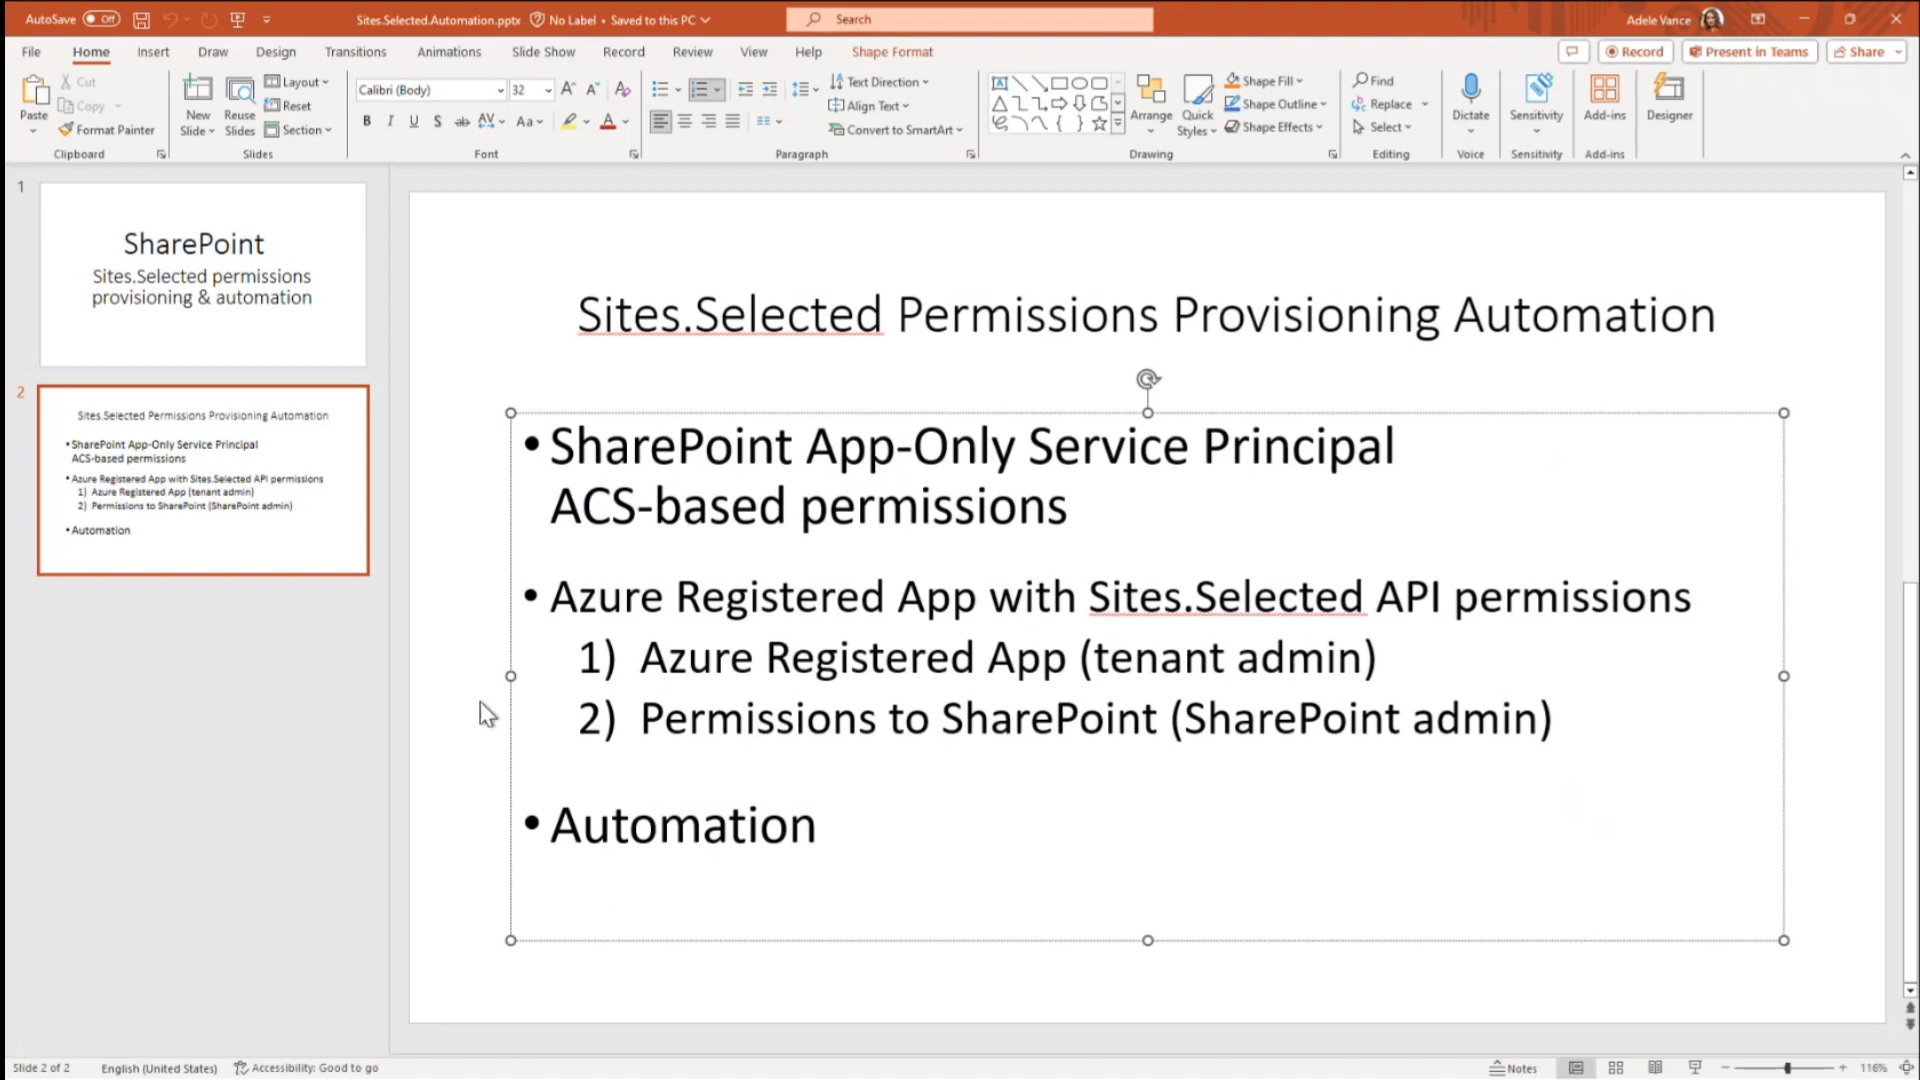 AutoSave Off Sites.Selected.Automation.pptx No Label • Saved to this PC Search Adele Vance
File Home Insert Draw Design Transitions Animations Slide Show Record Review View Help Shape Format Record Present in Teams Share
Paste Cut Copy Format Painter
Clipboard
New Slide Reuse Slides Layout Reset Section
Slides
Calibri (Body) 32
B I U S ab AV Aa A
Font
Text Direction
Align Text
Convert to SmartArt
Paragraph
Arrange Quick Styles Shape Fill Shape Outline Shape Effects
Drawing
Find
Replace
Select
Editing
Dictate
Voice
Sensitivity
Sensitivity
Add-ins
Add-ins
Designer
1
SharePoint
Sites.Selected permissions
provisioning & automation
2
Sites.Selected Permissions Provisioning Automation
• SharePoint App-Only Service Principal
ACS-based permissions
• Azure Registered App with Sites.Selected API permissions
1) Azure Registered App (tenant admin)
2) Permissions to SharePoint (SharePoint admin)
• Automation
Sites.Selected Permissions Provisioning Automation
• SharePoint App-Only Service Principal
ACS-based permissions
• Azure Registered App with Sites.Selected API permissions
1) Azure Registered App (tenant admin)
2) Permissions to SharePoint (SharePoint admin)
• Automation
Slide 2 of 2 English (United States) Accessibility: Good to go Notes 116%